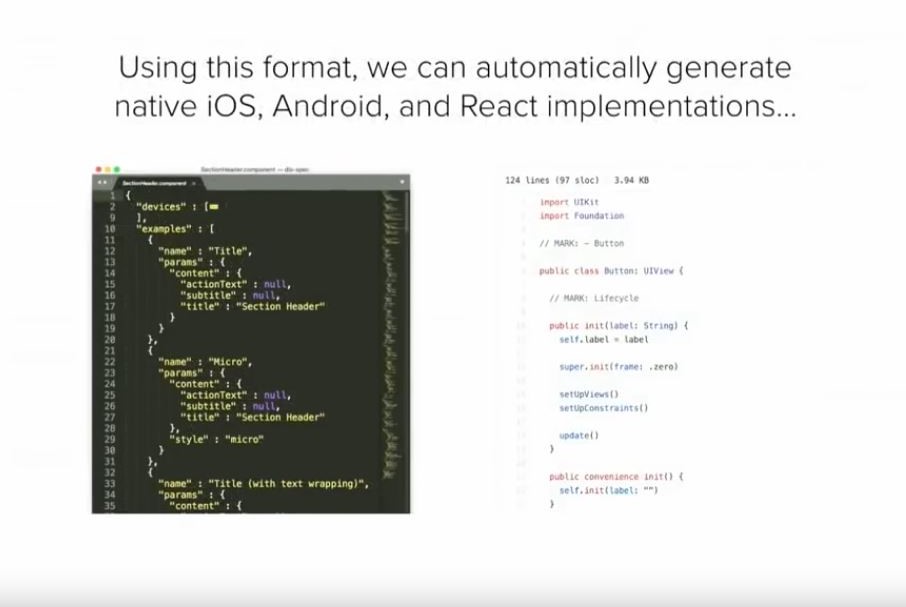 Using this format, we can automatically generate
native iOS, Android, and React implementations...
SectionHeader.component — dls-spec
SectionHeader.component
1 {
2 "devices" : [
9 ],
10 "examples" : [
11 {
12 "name" : "Title",
13 "params" : {
14 "content" : {
15 "actionText" : null,
16 "subtitle" : null,
17 "title" : "Section Header"
18 }
19 }
20 },
21 {
22 "name" : "Micro",
23 "params" : {
24 "content" : {
25 "actionText" : null,
26 "subtitle" : null,
27 "title" : "Section Header"
28 },
29 "style" : "micro"
30 }
31 },
32 {
33 "name" : "Title (with text wrapping)",
34 "params" : {
35 "content" : {
124 lines (97 sloc) 3.94 KB
import UIKit
import Foundation
// MARK: - Button
public class Button: UIView {
// MARK: Lifecycle
public init(label: String) {
self.label = label
super.init(frame: .zero)
setUpViews()
setUpConstraints()
update()
}
public convenience init() {
self.init(label: "")
}